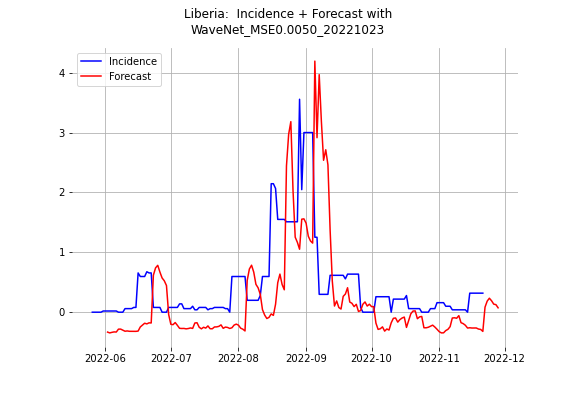 Liberia:  Incidence + Forecast with
WaveNet_MSE0.0050_20221023
Incidence
Forecast
4
3
2
1
0
2022-06 2022-07 2022-08 2022-09 2022-10 2022-11 2022-12